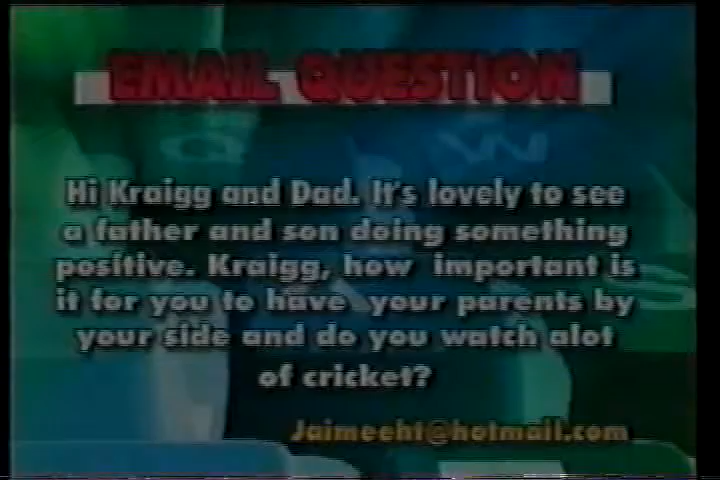 EMAIL QUESTION
Q W
Hi Kraigg and Dad. It's lovely to see
a father and son doing something
positive. Kraigg, how important is
S
it for you to have your parents by
your side and do you watch alot
of cricket?
Jaimeeht@hotmail.com